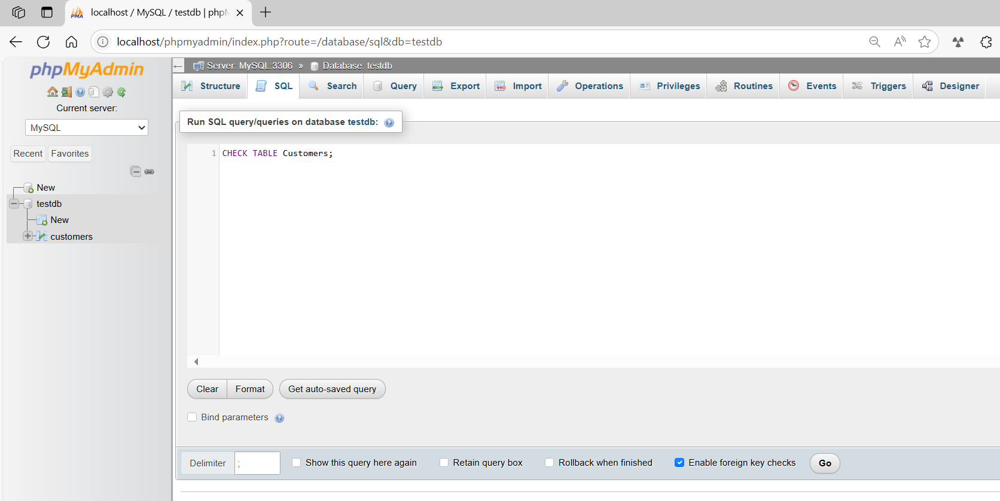 localhost / MySQL / testdb | phpM
localhost/phpmyadmin/index.php?route=/database/sql&db=testdb
phpMyAdmin
Current server:
MySQL
Recent
Favorites
New
testdb
New
customers
Server: MySQL:3306 » Database: testdb
Structure
SQL
Search
Query
Export
Import
Operations
Privileges
Routines
Events
Triggers
Designer
Run SQL query/queries on database testdb:
1 CHECK TABLE Customers;
Clear
Format
Get auto-saved query
Bind parameters
Delimiter ;
Show this query here again
Retain query box
Rollback when finished
Enable foreign key checks
Go